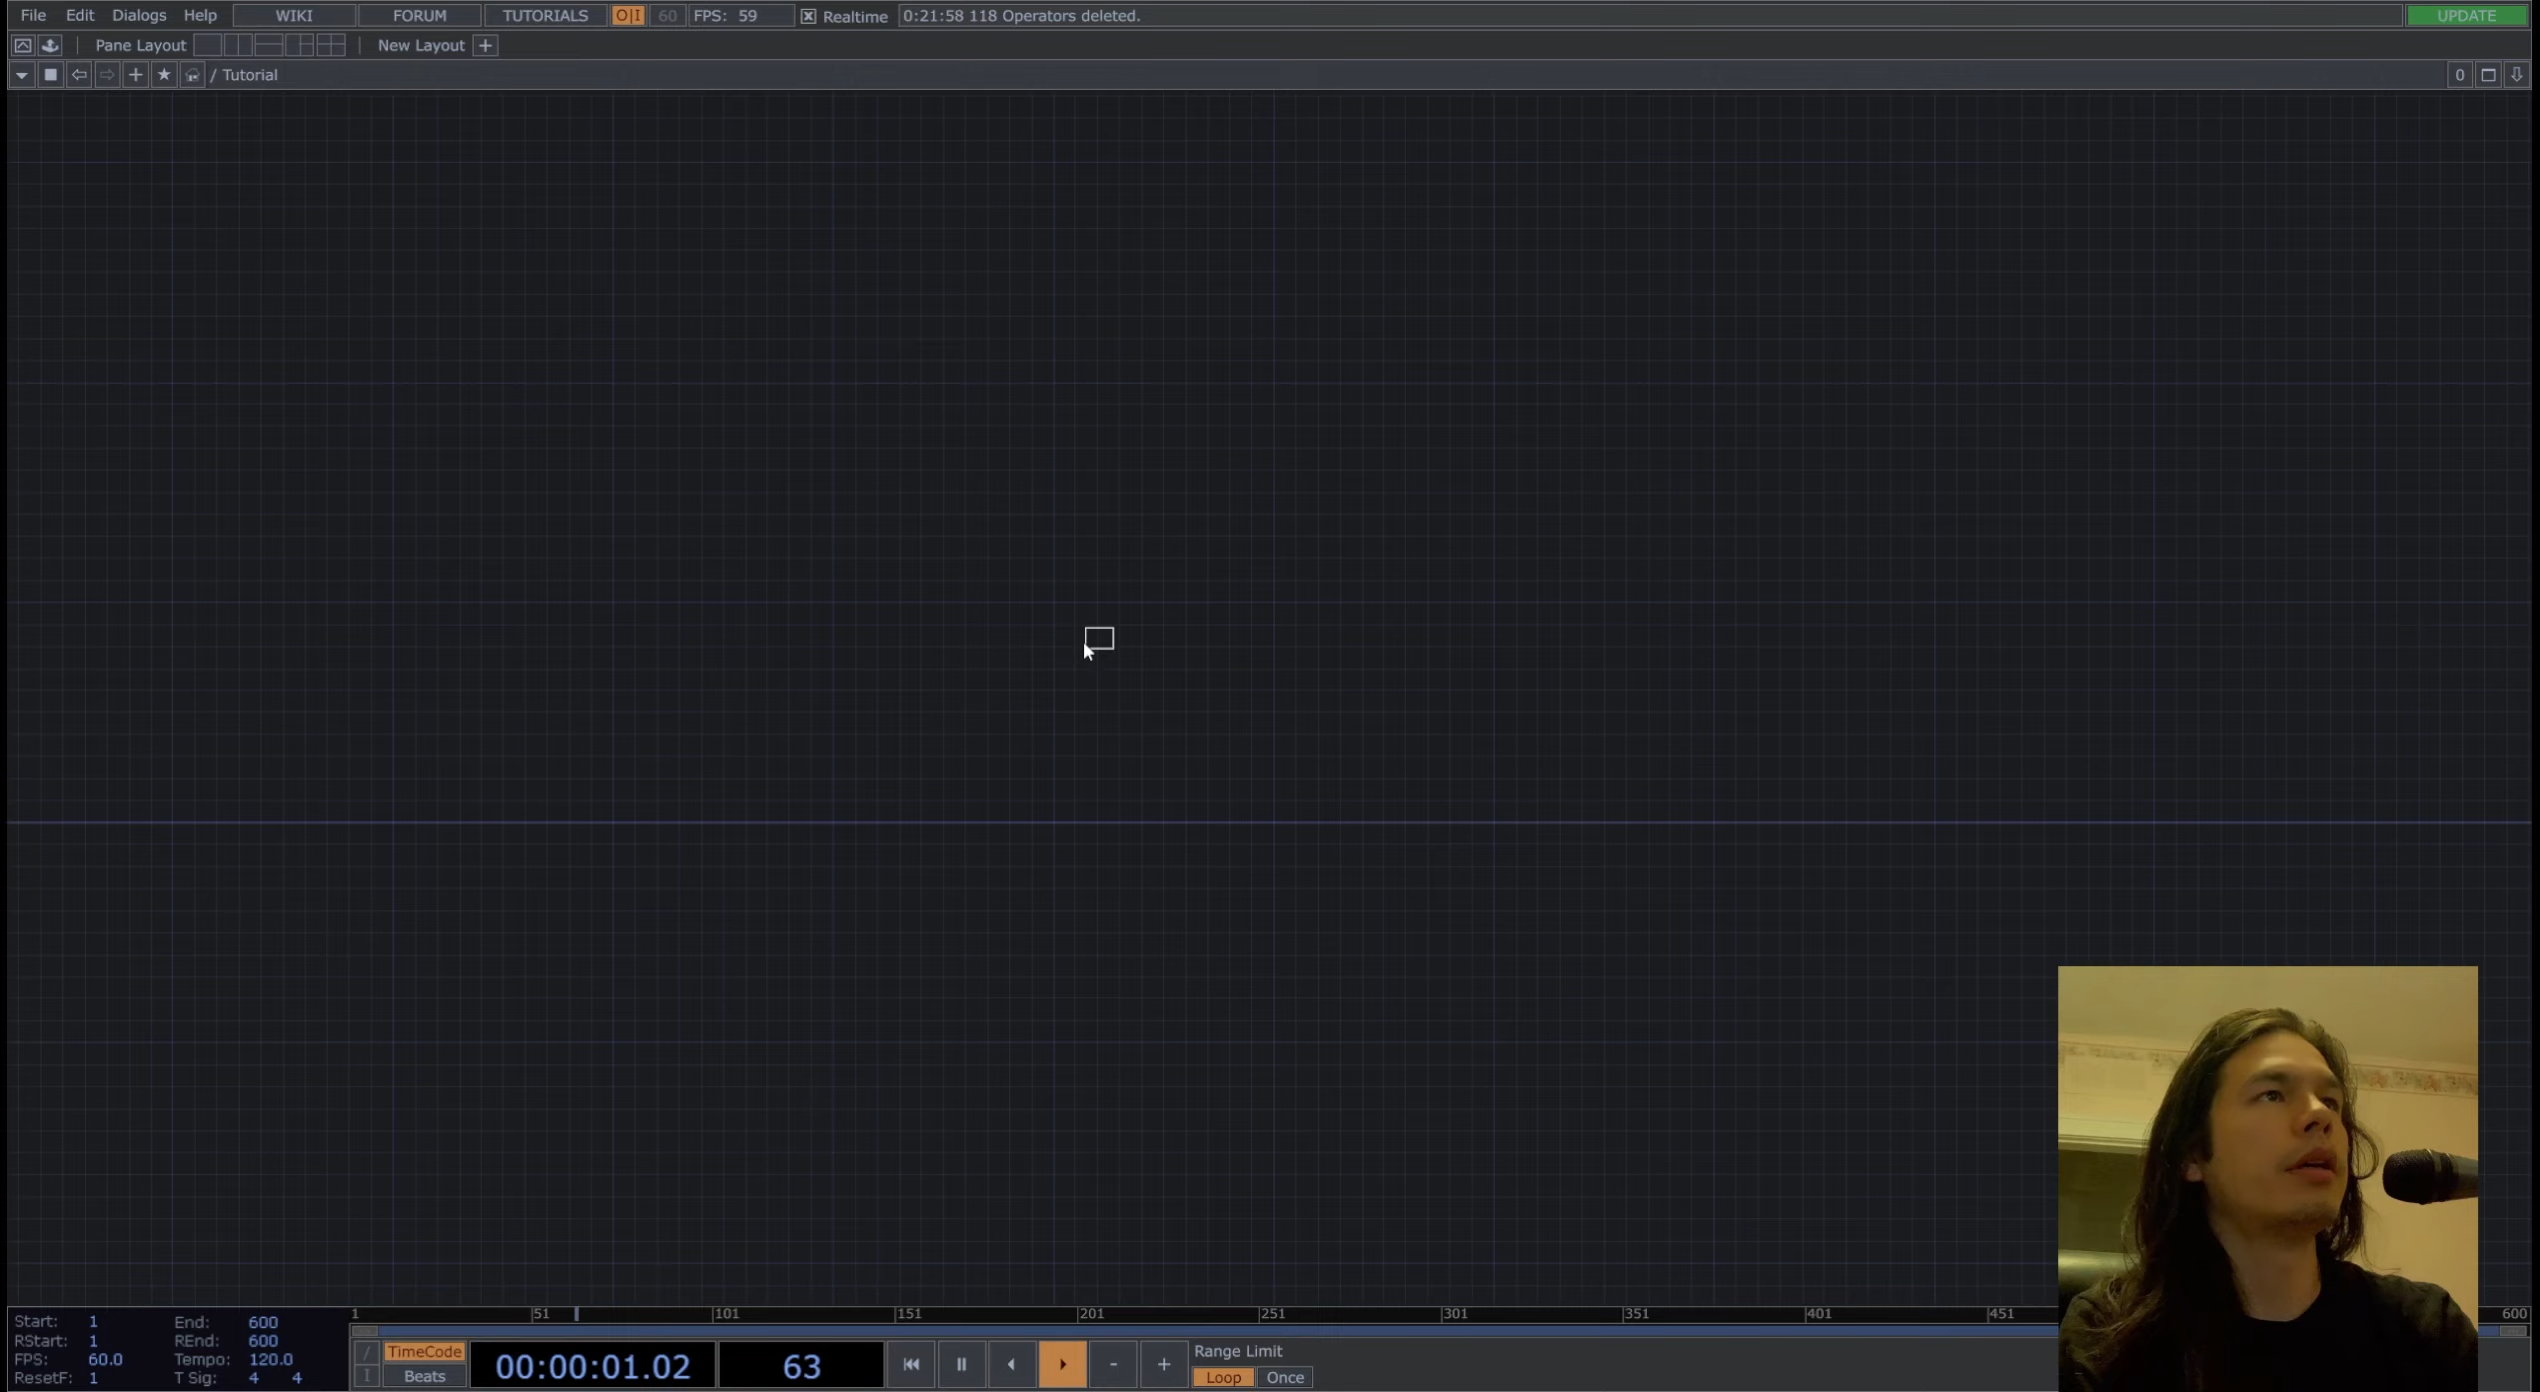 File Edit Dialogs Help WIKI FORUM TUTORIALS O|I 60 FPS: 59 Realtime 0:21:58 118 Operators deleted. UPDATE
Pane Layout New Layout +
/ Tutorial 0
1 51 101 151 201 251 301 351 401 451 600
Start: 1 End: 600
RStart: 1 REnd: 600
FPS: 60.0 Tempo: 120.0
ResetF: 1 T Sig: 4 4
/ TimeCode
I Beats
00:00:01.02 63 - +
Range Limit
Loop Once